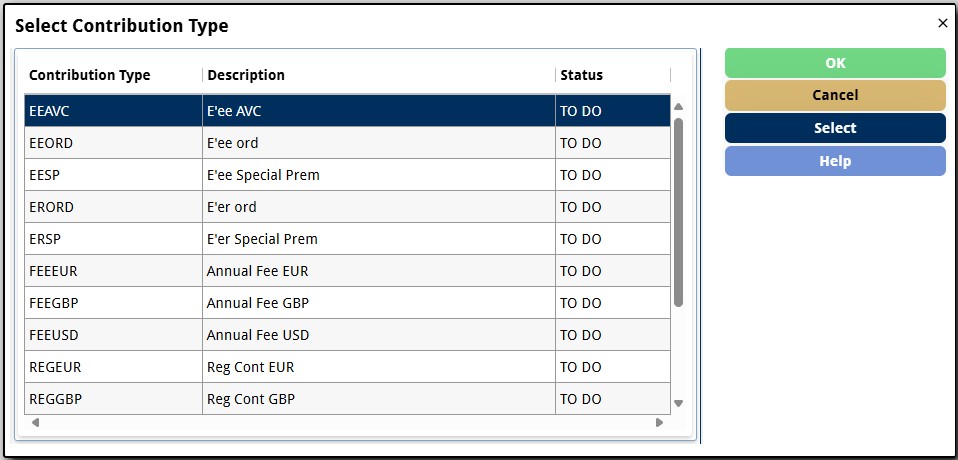 Select Contribution Type
×
Contribution Type Description Status
EEAVC E'ee AVC TO DO
EEORD E'ee ord TO DO
EESP E'ee Special Prem TO DO
ERORD E'er ord TO DO
ERSP E'er Special Prem TO DO
FEEEUR Annual Fee EUR TO DO
FEEGBP Annual Fee GBP TO DO
FEEUSD Annual Fee USD TO DO
REGEUR Reg Cont EUR TO DO
REGGBP Reg Cont GBP TO DO
OK
Cancel
Select
Help